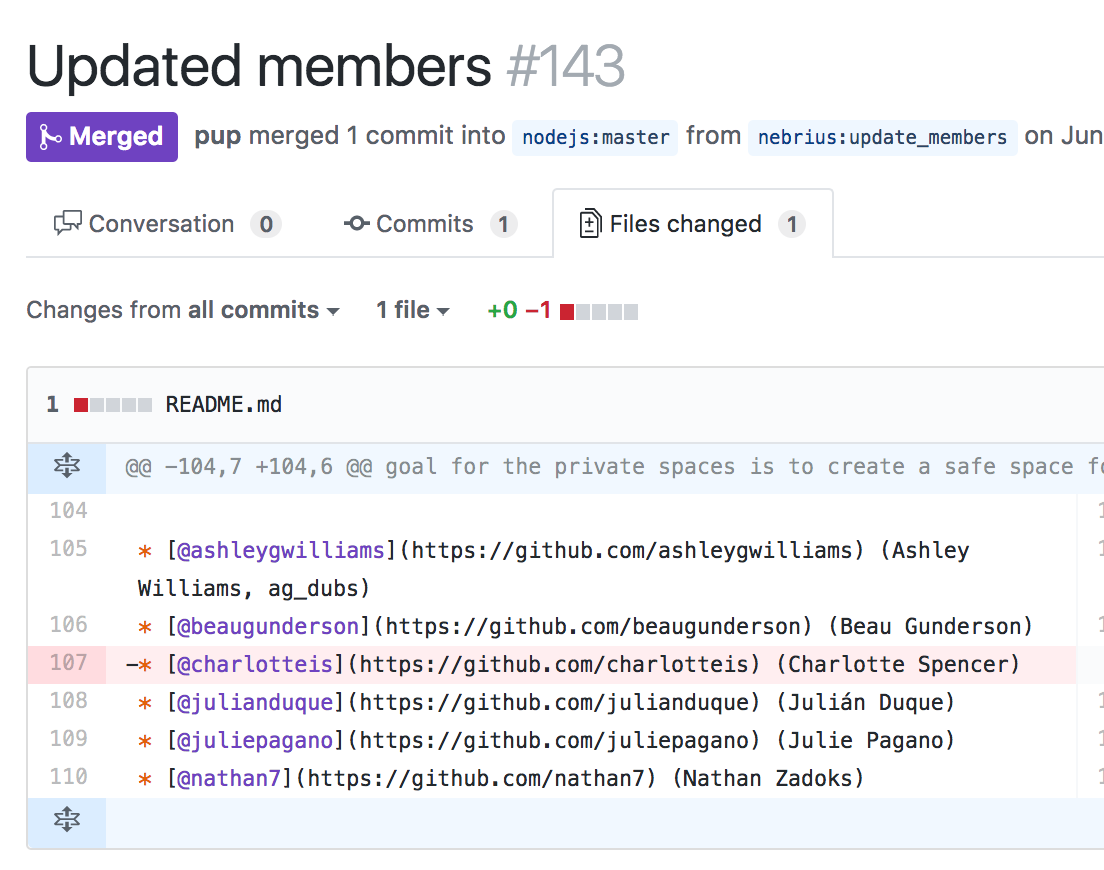 Updated members #143
Merged pup merged 1 commit into nodejs:master from nebrius:update_members on Jun
Conversation 0 Commits 1 Files changed 1
Changes from all commits 1 file +0 −1
1 README.md
@@ −104,7 +104,6 @@ goal for the private spaces is to create a safe space fo
104
105 * [@ashleygwilliams](https://github.com/ashleygwilliams) (Ashley
Williams, ag_dubs)
106 * [@beaugunderson](https://github.com/beaugunderson) (Beau Gunderson)
107 −* [@charlotteis](https://github.com/charlotteis) (Charlotte Spencer)
108 * [@julianduque](https://github.com/julianduque) (Julián Duque)
109 * [@juliepagano](https://github.com/juliepagano) (Julie Pagano)
110 * [@nathan7](https://github.com/nathan7) (Nathan Zadoks)